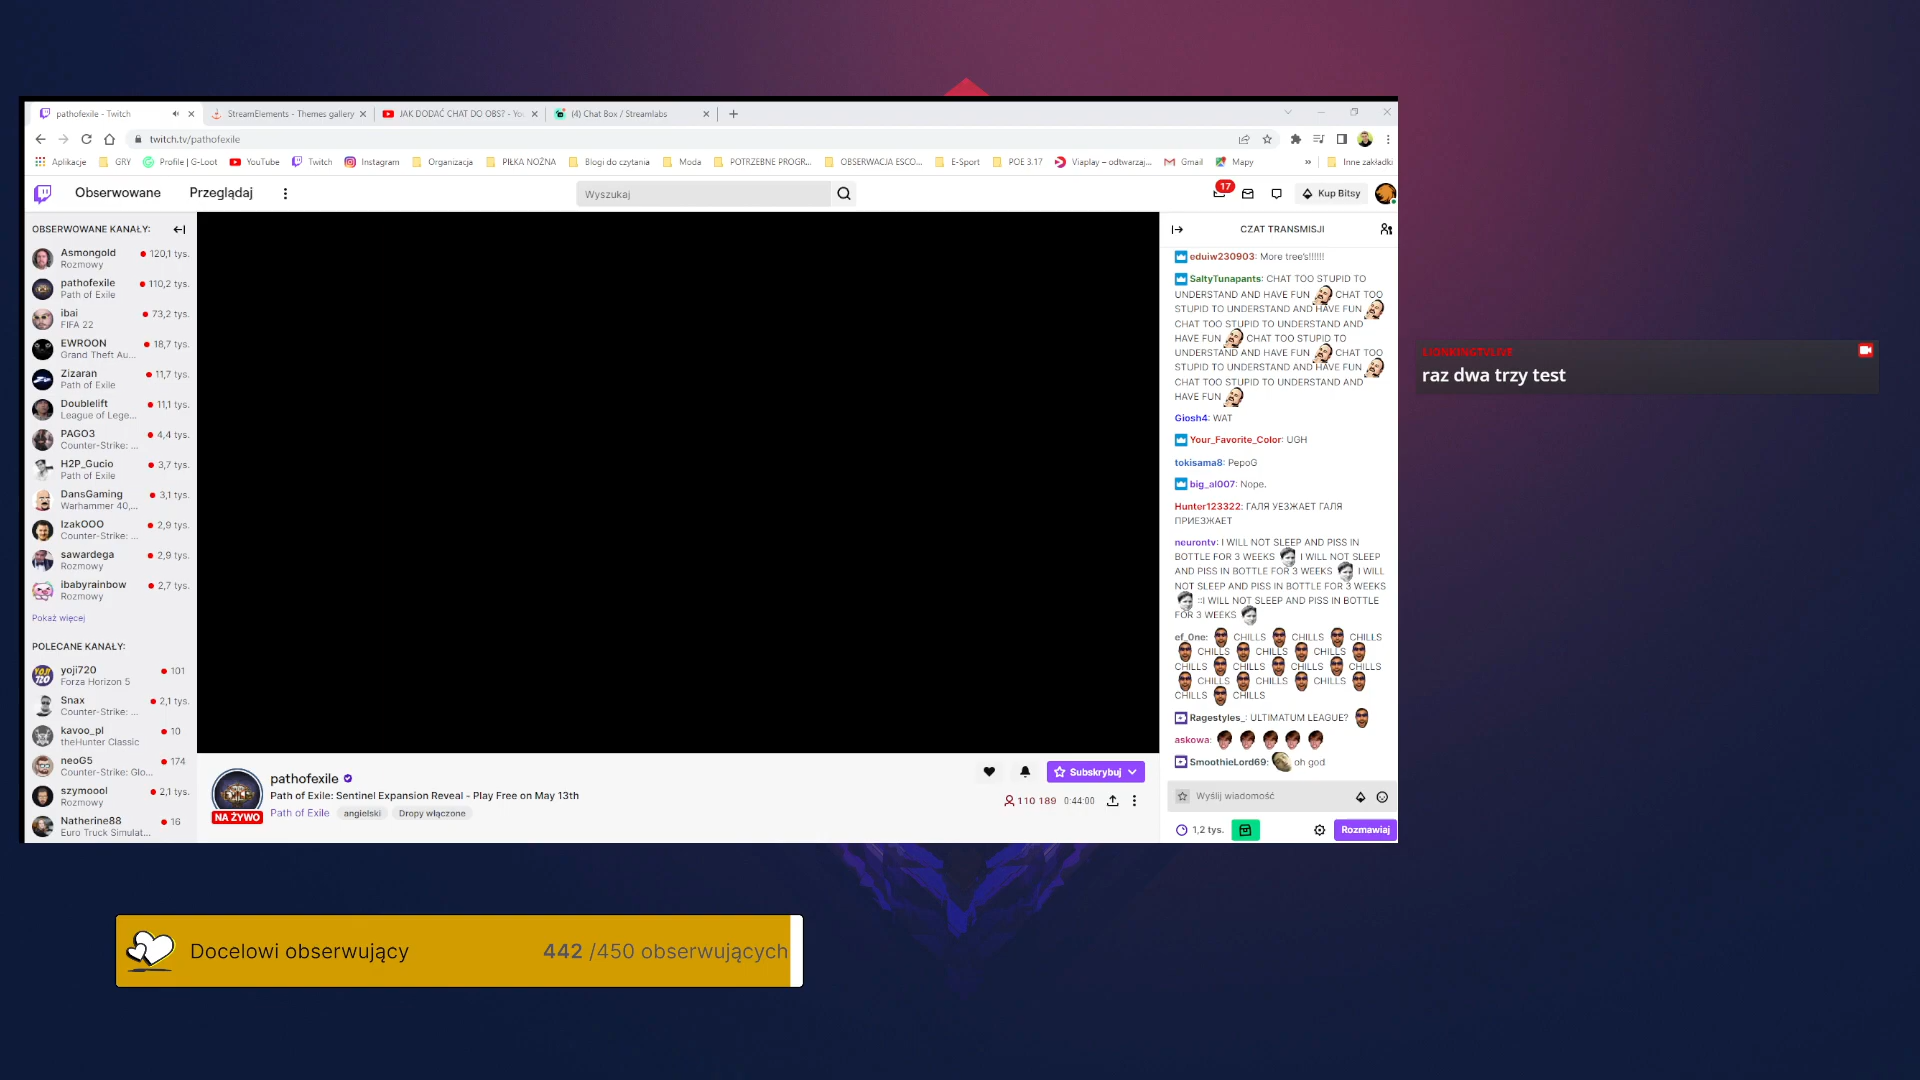 pathofexile - Twitch
StreamElements - Themes gallery
JAK DODAĆ CHAT DO OBS? - Yo
(4) Chat Box / Streamlabs
twitch.tv/pathofexile
Aplikacje GRY Profile | G-Loot YouTube Twitch Instagram Organizacja PIŁKA NOŻNA Blogi do czytania Moda POTRZEBNE PROGR... OBSERWACJA ESCO... E-Sport POE 3.17 Viaplay – odtwarzaj... Gmail Mapy » Inne zakładki
Obserwowane Przeglądaj Wyszukaj 17 Kup Bitsy
OBSERWOWANE KANAŁY:
Asmongold 120,1 tys.
Rozmowy
pathofexile 110,2 tys.
Path of Exile
ibai 73,2 tys.
FIFA 22
EWROON 18,7 tys.
Grand Theft Au...
Zizaran 11,7 tys.
Path of Exile
Doublelift 11,1 tys.
League of Lege...
PAGO3 4,4 tys.
Counter-Strike: ...
H2P_Gucio 3,7 tys.
Path of Exile
DansGaming 3,1 tys.
Warhammer 40,...
IzakOOO 2,9 tys.
Counter-Strike: ...
sawardega 2,9 tys.
Rozmowy
ibabyrainbow 2,7 tys.
Rozmowy
Pokaż więcej
POLECANE KANAŁY:
yoji720 101
Forza Horizon 5
Snax 2,1 tys.
Counter-Strike: ...
kavoo_pl 10
theHunter Classic
neoG5 174
Counter-Strike: Glo...
szymoool 2,1 tys.
Rozmowy
Natherine88 16
Euro Truck Simulat...
pathofexile
Path of Exile: Sentinel Expansion Reveal - Play Free on May 13th
Path of Exile angielski Dropy włączone
NA ŻYWO
Subskrybuj
110 189 0:44:00
CZAT TRANSMISJI
eduiw230903: More tree's!!!!!!
SaltyTunapants: CHAT TOO STUPID TO
UNDERSTAND AND HAVE FUN CHAT TOO
STUPID TO UNDERSTAND AND HAVE FUN
CHAT TOO STUPID TO UNDERSTAND AND
HAVE FUN CHAT TOO STUPID TO
UNDERSTAND AND HAVE FUN CHAT TOO
STUPID TO UNDERSTAND AND HAVE FUN
CHAT TOO STUPID TO UNDERSTAND AND
HAVE FUN
Giosh4: WAT
Your_Favorite_Color: UGH
tokisama8: PepoG
big_al007: Nope.
Hunter123322: ГАЛЯ УЕЗЖАЕТ ГАЛЯ
ПРИЕЗЖАЕТ
neurontv: I WILL NOT SLEEP AND PISS IN
BOTTLE FOR 3 WEEKS I WILL NOT SLEEP
AND PISS IN BOTTLE FOR 3 WEEKS I WILL
NOT SLEEP AND PISS IN BOTTLE FOR 3 WEEKS
::I WILL NOT SLEEP AND PISS IN BOTTLE
FOR 3 WEEKS
ef_0ne: CHILLS CHILLS CHILLS
CHILLS CHILLS CHILLS
CHILLS CHILLS CHILLS CHILLS
CHILLS CHILLS CHILLS
CHILLS CHILLS
Ragestyles_: ULTIMATUM LEAGUE?
askowa:
SmoothieLord69: oh god
Wyślij wiadomość
1,2 tys. Rozmawiaj
LIONKINGTVLIVE
raz dwa trzy test
Docelowi obserwujący 442 /450 obserwujących